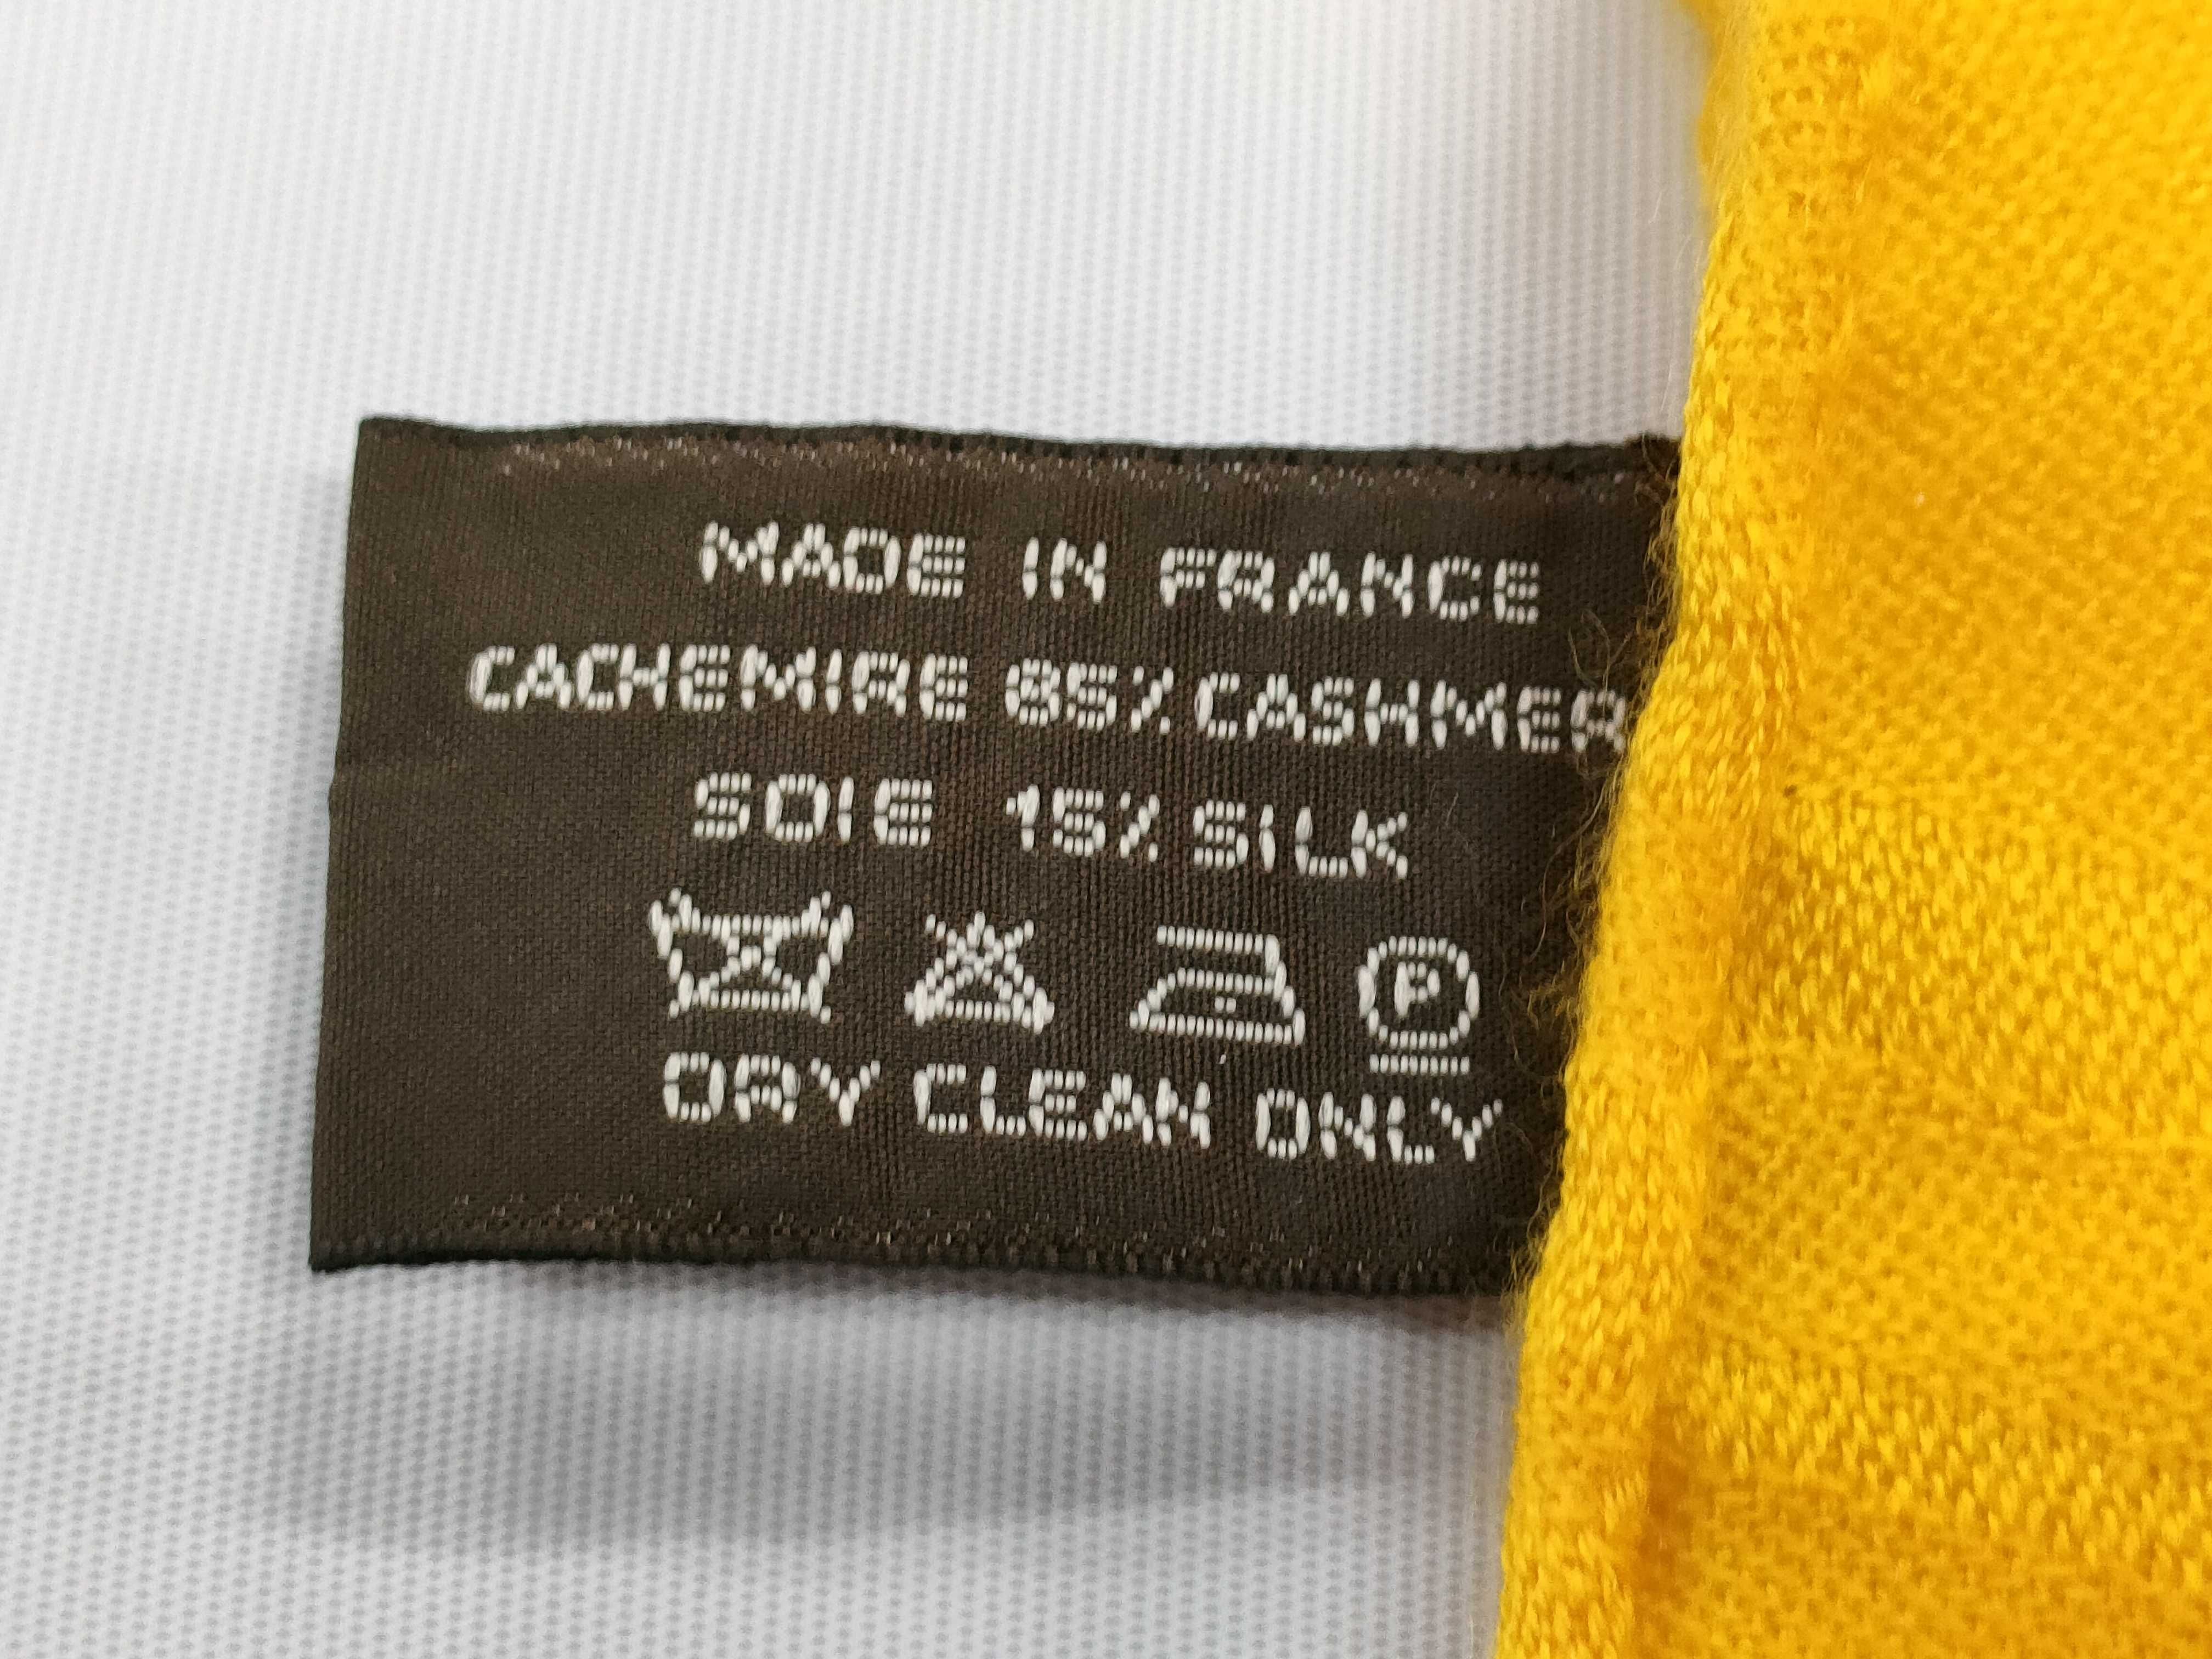 MADE IN FRANCE
CACHEMIRE 85% CASHMER
SOIE 15% SILK
P
DRY CLEAN ONLY